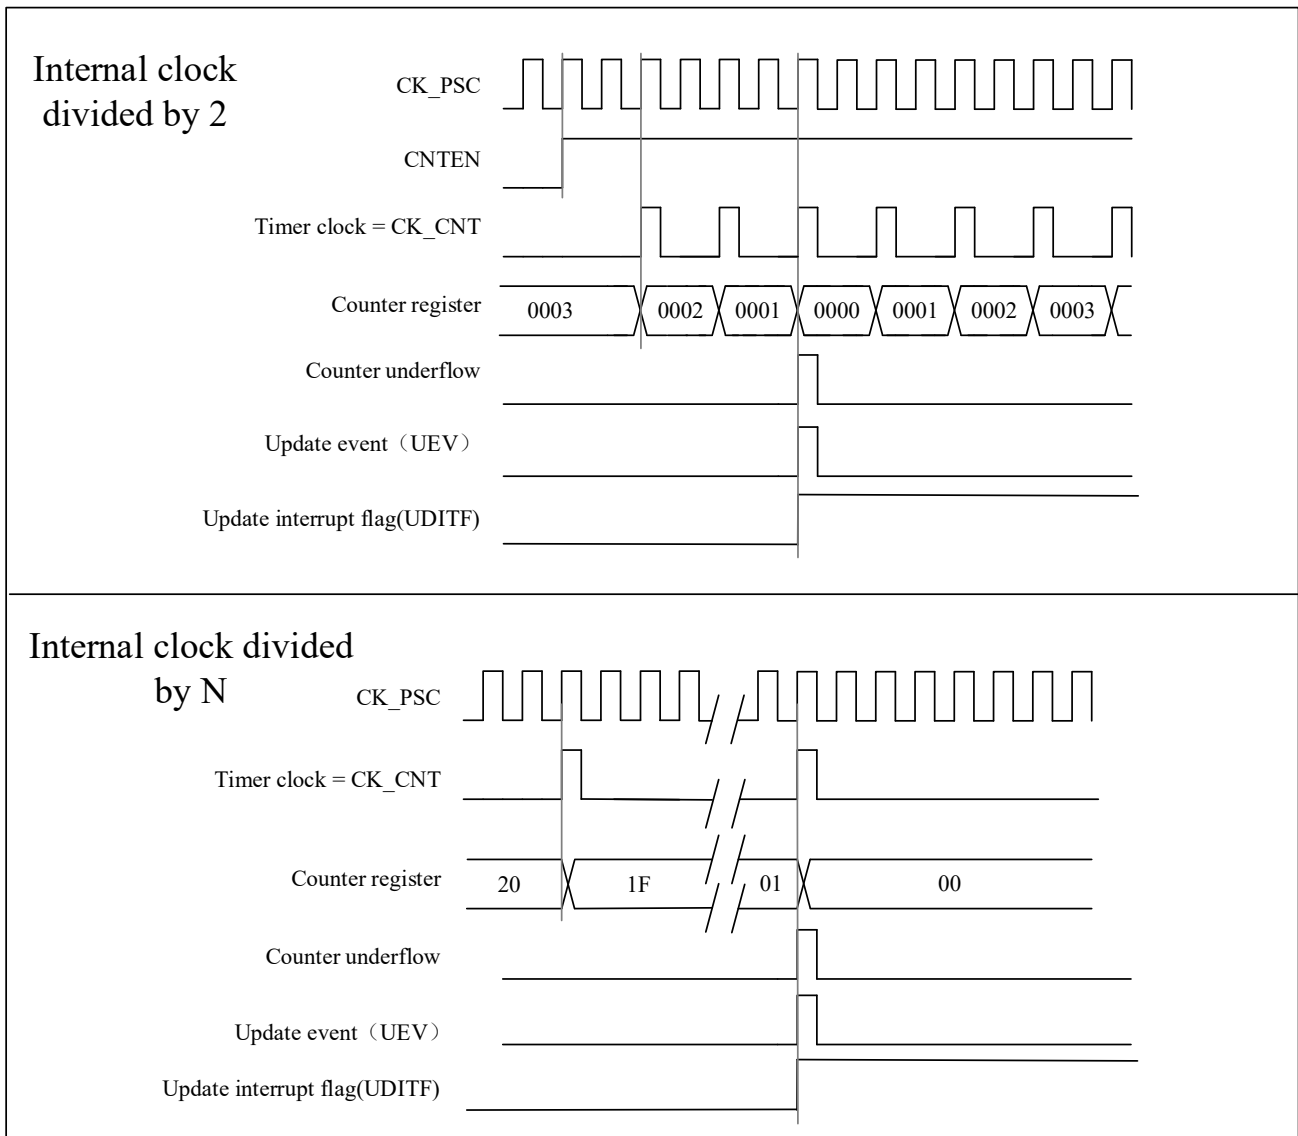 Internal clock
divided by 2
CK_PSC
CNTEN
Timer clock = CK_CNT
Counter register
0003 0002 0001 0000 0001 0002 0003
Counter underflow
Update event（UEV）
Update interrupt flag(UDITF)
Internal clock divided
by N
CK_PSC
Timer clock = CK_CNT
Counter register
20 1F 01 00
Counter underflow
Update event（UEV）
Update interrupt flag(UDITF)